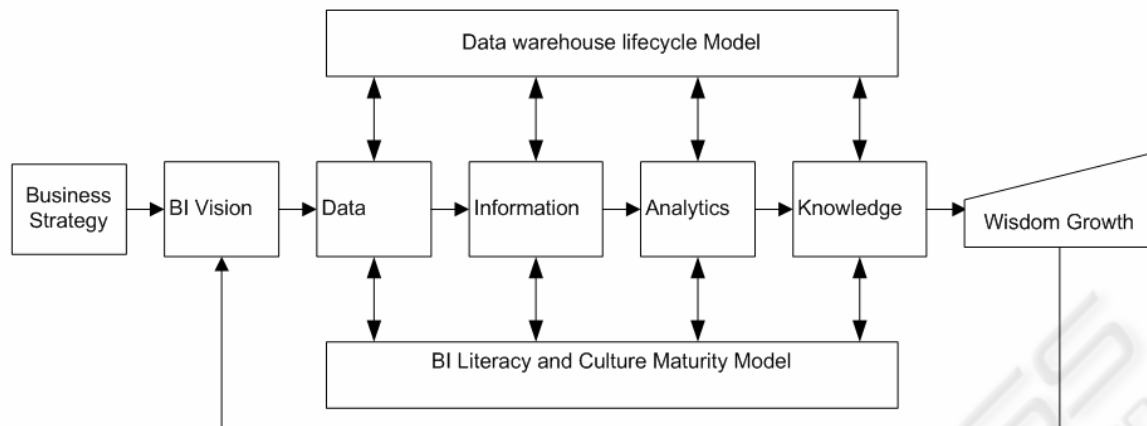 Data warehouse lifecycle Model
Business
Strategy
BI Vision
Data
Information
Analytics
Knowledge
Wisdom Growth
BI Literacy and Culture Maturity Model